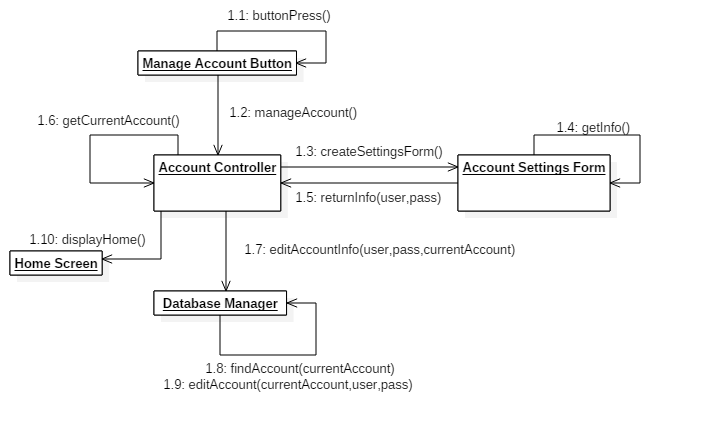 1.1: buttonPress()
Manage Account Button
1.2: manageAccount()
1.6: getCurrentAccount()
1.4: getInfo()
1.3: createSettingsForm()
Account Controller
Account Settings Form
1.5: returnInfo(user,pass)
1.10: displayHome()
1.7: editAccountInfo(user,pass,currentAccount)
Home Screen
Database Manager
1.8: findAccount(currentAccount)
1.9: editAccount(currentAccount,user,pass)